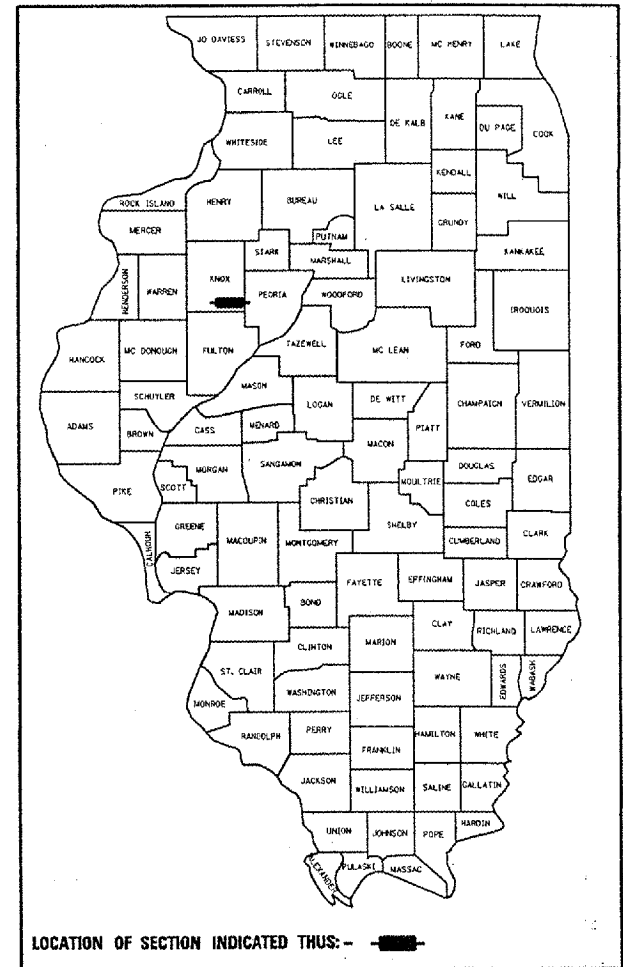 JO DAVIESS STEVENSON WINNEBAGO BOONE MC HENRY LAKE
CARROLL OGLE
DE KALB KANE DU PAGE COOK
WHITESIDE LEE
KENDALL
ROCK ISLAND HENRY BUREAU LA SALLE WILL
MERCER PUTNAM GRUNDY
STARK MARSHALL KANKAKEE
HENDERSON WARREN KNOX PEORIA WOODFORD LIVINGSTON IROQUOIS
HANCOCK MC DONOUGH FULTON TAZEWELL MC LEAN FORD
MASON
SCHUYLER LOGAN DE WITT CHAMPAIGN VERMILION
ADAMS BROWN CASS MENARD MACON PIATT
MORGAN SANGAMON DOUGLAS EDGAR
PIKE SCOTT CHRISTIAN MOULTRIE COLES
GREENE MACOUPIN MONTGOMERY SHELBY CUMBERLAND CLARK
CALHOUN JERSEY FAYETTE EFFINGHAM JASPER CRAWFORD
MADISON BOND CLAY RICHLAND LAWRENCE
CLINTON MARION
ST. CLAIR WAYNE EDWARDS WABASH
MONROE WASHINGTON JEFFERSON
RANDOLPH PERRY HAMILTON WHITE
FRANKLIN
JACKSON WILLIAMSON SALINE GALLATIN
UNION JOHNSON POPE HARDIN
ALEXANDER PULASKI MASSAC
LOCATION OF SECTION INDICATED THUS: -